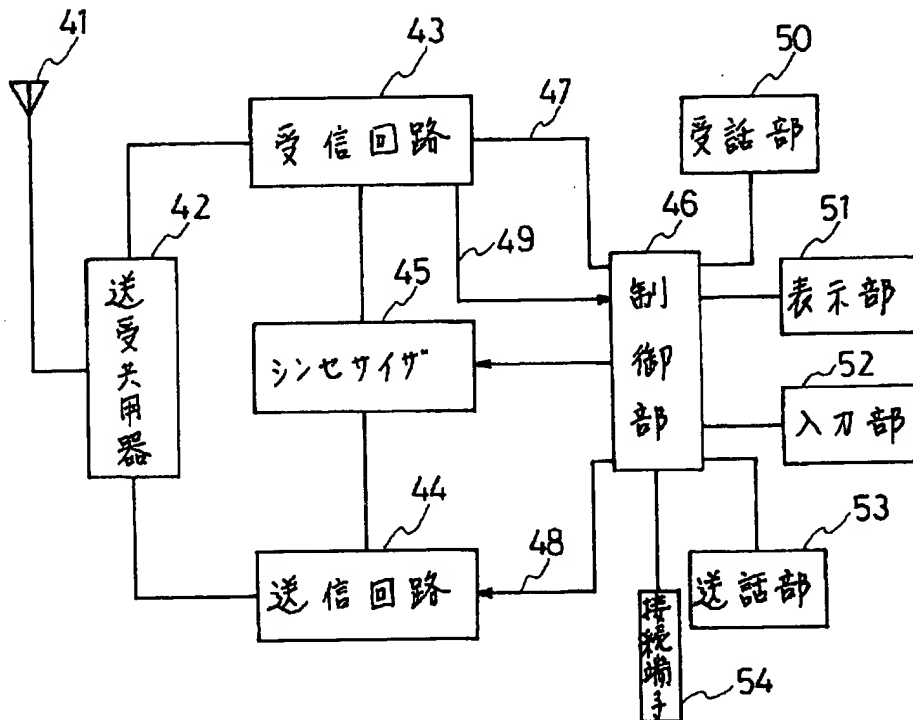 41
43
50
受信回路
47
受話部
42
46
51
送受共用器
49
制御部
表示部
45
シンセサイザ
52
入力部
44
48
53
送信回路
送話部
接続端子
54